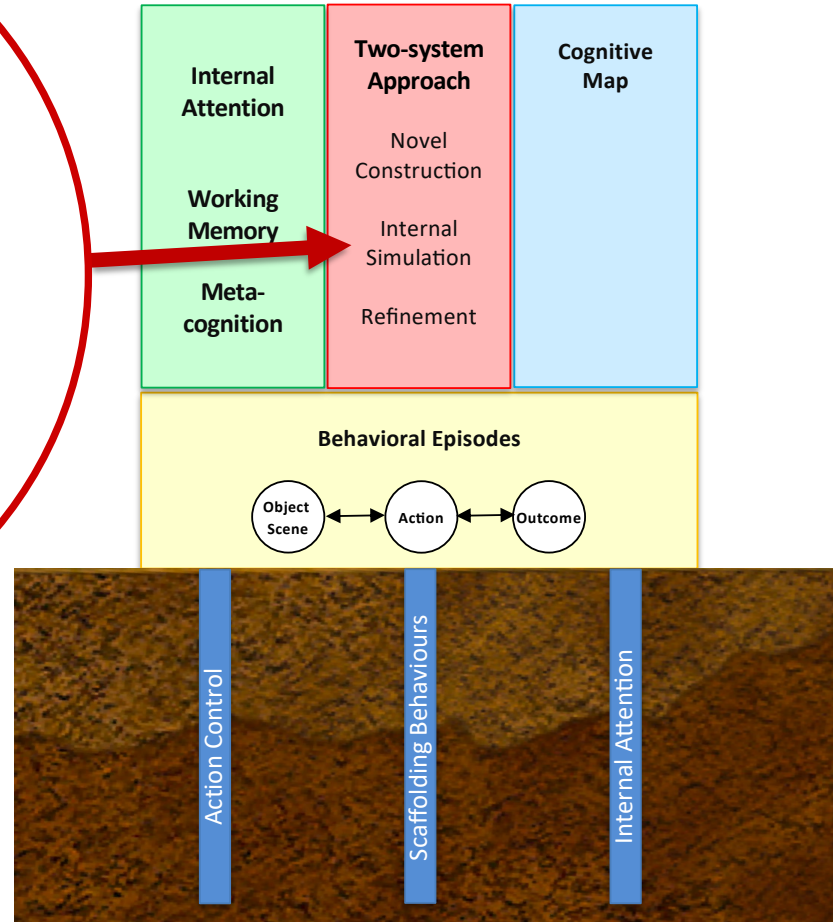 Internal
Attention
Working
Memory
Meta-
cognition
Two-system
Approach
Novel
Construction
Internal
Simulation
Refinement
Cognitive
Map
Behavioral Episodes
Object
Scene
Action
Outcome
Action Control
Scaffolding Behaviours
Internal Attention